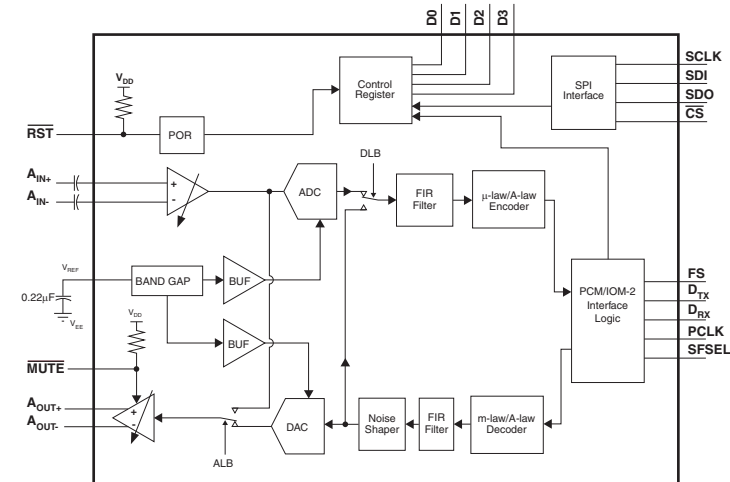 D0
D1
D2
D3
SCLK
SDI
SDO
CS
SPI
Interface
Control
Register
VDD
RST
POR
AIN+
AIN-
+
-
ADC
DLB
FIR
Filter
μ-law/A-law
Encoder
VREF
0.22μF
VEE
BAND GAP
BUF
PCM/IOM-2
Interface
Logic
FS
DTX
DRX
PCLK
SFSEL
VDD
BUF
MUTE
AOUT+
AOUT-
+
-
ALB
DAC
Noise
Shaper
FIR
Filter
m-law/A-law
Decoder